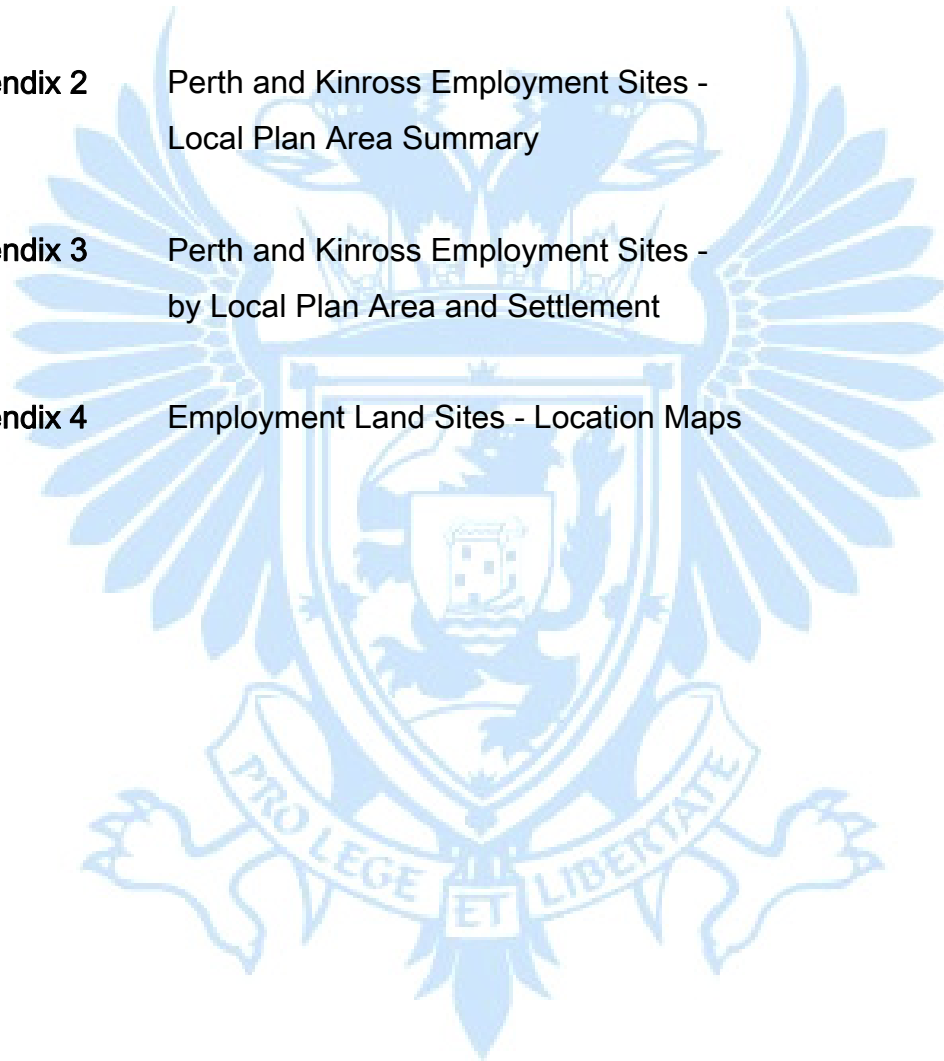 endix 2 Perth and Kinross Employment Sites -
Local Plan Area Summary
endix 3 Perth and Kinross Employment Sites -
by Local Plan Area and Settlement
endix 4 Employment Land Sites - Location Maps
PRO LEGE ET LIBERTATE